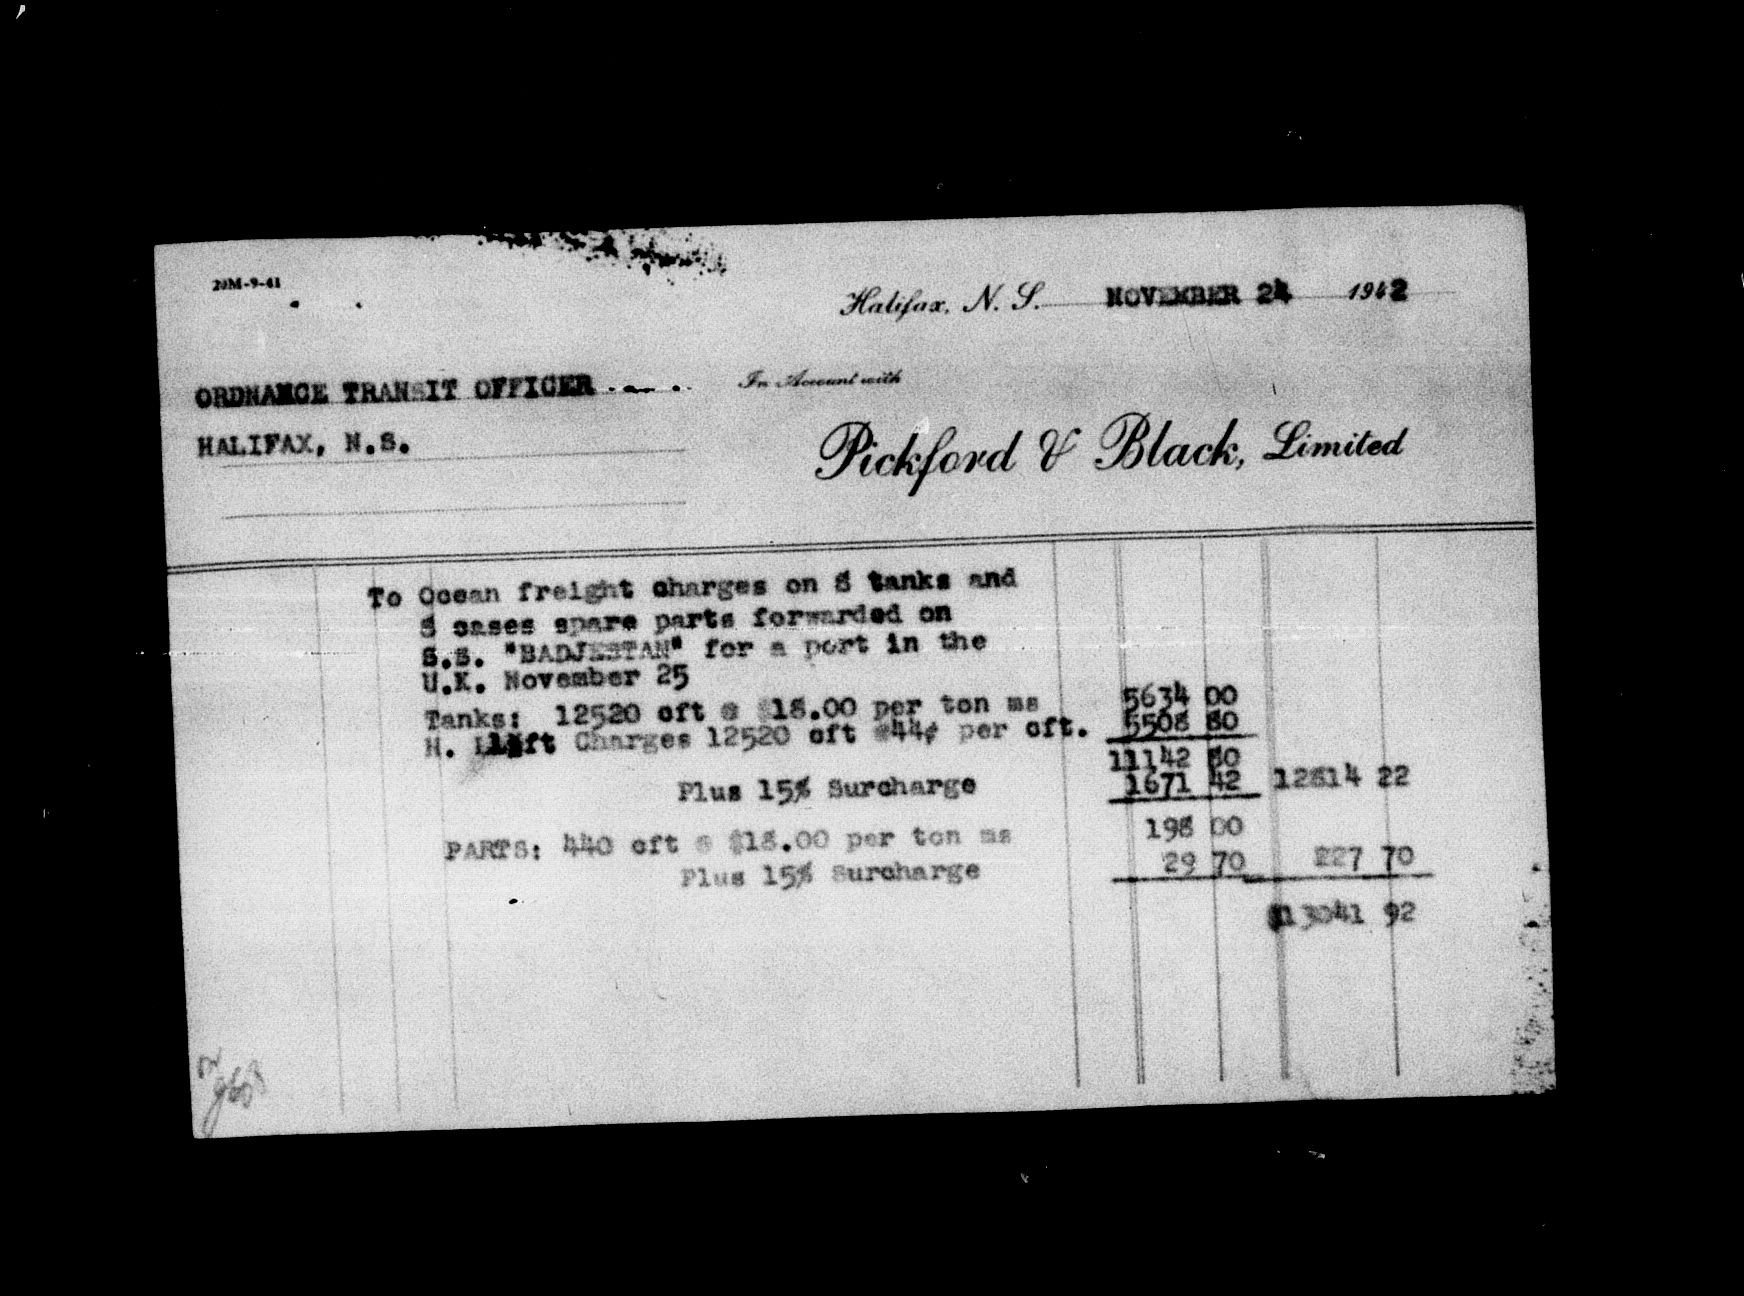 20M-9-41
Halifax, N. S. NOVEMBER 24 1942
ORDNANCE TRANSIT OFFICER
In Account with
HALIFAX, N.S.
Pickford & Black, Limited
To Ocean freight charges on 8 tanks and
8 cases spare parts forwarded on
S.S. "BADJESTAN" for a port in the
U.K. November 25
Tanks: 12520 cft @ $18.00 per ton ms 5634 00
H. Lift Charges 12520 cft @44¢ per cft. 5508 80
11142 80
Plus 15% Surcharge 1671 42 12814 22
PARTS: 440 cft @ $18.00 per ton ms 198 00
Plus 15% Surcharge 29 70 227 70
$13041 92